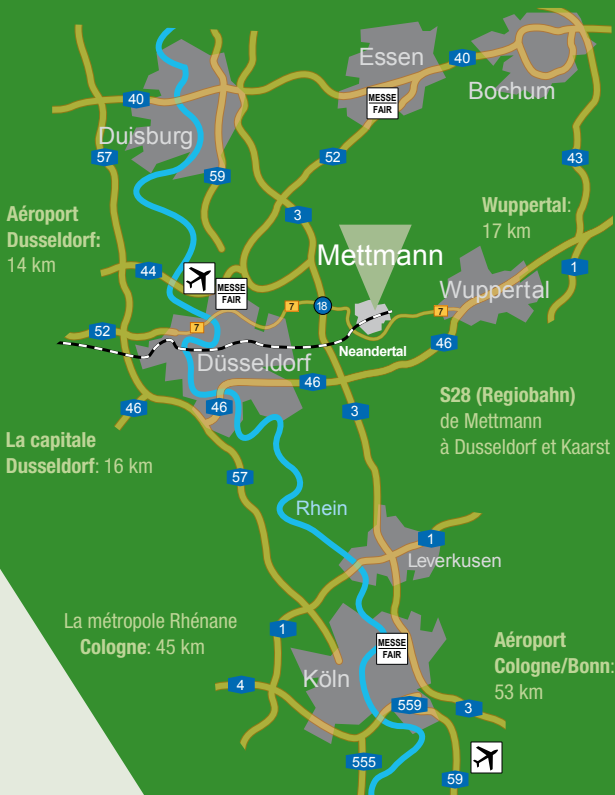 Essen
40
Bochum
MESSE
FAIR
40
Duisburg
57
52
43
59
Aéroport
Dusseldorf:
14 km
3
Wuppertal:
17 km
Mettmann
44
1
MESSE
FAIR
Wuppertal
7
18
7
7
52
Neandertal
46
Düsseldorf
46
46
46
3
S28 (Regiobahn)
de Mettmann
à Dusseldorf et Kaarst
La capitale
Dusseldorf: 16 km
57
Rhein
1
Leverkusen
La métropole Rhénane
Cologne: 45 km
1
MESSE
FAIR
Aéroport
Cologne/Bonn:
53 km
Köln
4
559
3
555
59